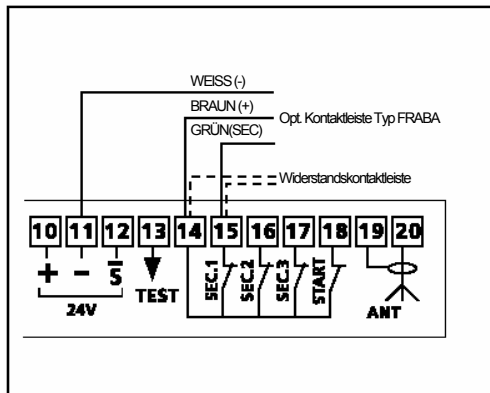 WEISS (-)
BRAUN (+)
Opt. Kontaktleiste Typ FRABA
GRÜN(SEC)
Widerstandskontaktleiste
10 11 12 13 14 15 16 17 18 19 20
+ - S̅
24V
TEST
SEC.1
SEC.2
SEC.3
START
ANT